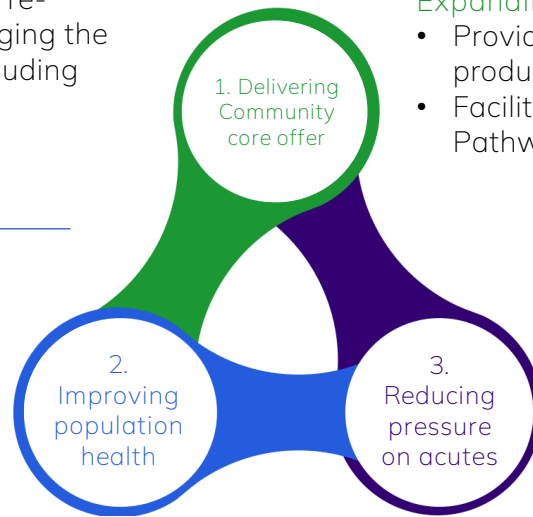 re-
ging the
uding
• Provid
produ
• Facilit
Pathw
1. Delivering
Community
core offer
2.
Improving
population
health
3.
Reducing
pressure
on acutes